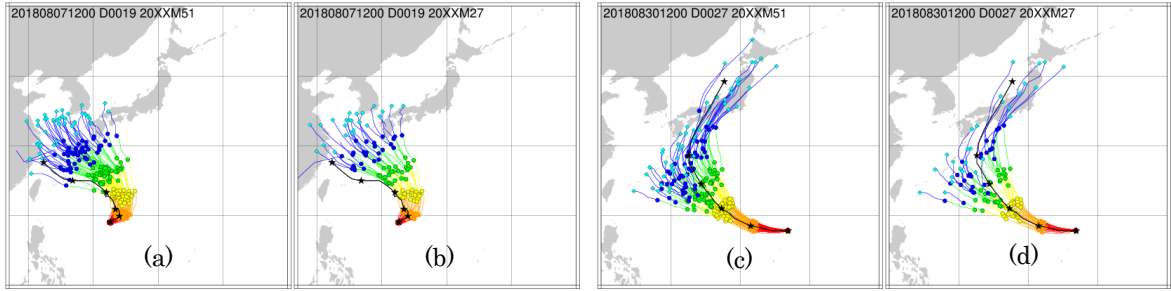 201808071200 D0019 20XXM51
201808071200 D0019 20XXM27
201808301200 D0027 20XXM51
201808301200 D0027 20XXM27
(a)
(b)
(c)
(d)